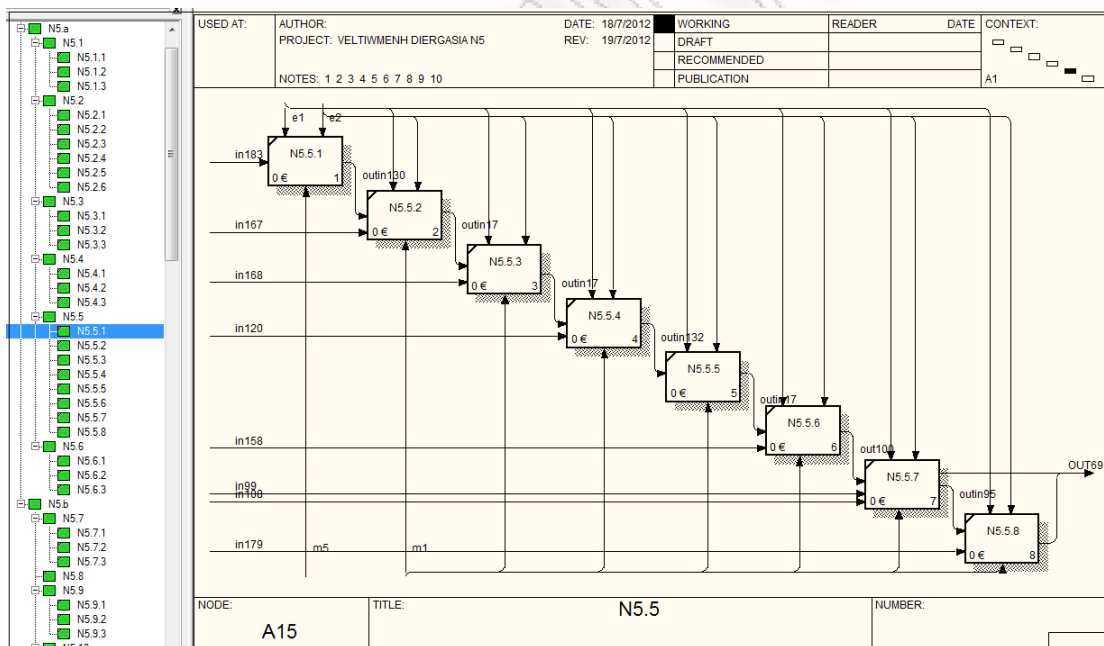 N5.a
N5.1
N5.1.1
N5.1.2
N5.1.3
N5.2
N5.2.1
N5.2.2
N5.2.3
N5.2.4
N5.2.5
N5.2.6
N5.3
N5.3.1
N5.3.2
N5.3.3
N5.4
N5.4.1
N5.4.2
N5.4.3
N5.5
N5.5.1
N5.5.2
N5.5.3
N5.5.4
N5.5.5
N5.5.6
N5.5.7
N5.5.8
N5.6
N5.6.1
N5.6.2
N5.6.3
N5.b
N5.7
N5.7.1
N5.7.2
N5.7.3
N5.8
N5.9
N5.9.1
N5.9.2
N5.9.3
USED AT:
AUTHOR:
DATE: 18/7/2012
PROJECT: VELTIWMENH DIERGASIA N5
REV: 19/7/2012
NOTES: 1 2 3 4 5 6 7 8 9 10
WORKING
DRAFT
RECOMMENDED
PUBLICATION
READER DATE
CONTEXT:
A1
e1
e2
in183
N5.5.1
0 € 1
outin130
N5.5.2
0 € 2
in167
outin17
N5.5.3
0 € 3
in168
outin17
N5.5.4
0 € 4
in120
outin132
N5.5.5
0 € 5
outin17
N5.5.6
0 € 6
in158
out100
N5.5.7
0 € 7
in99
in108
OUT69
outin95
N5.5.8
0 € 8
in179
m5
m1
NODE:
A15
TITLE:
N5.5
NUMBER: